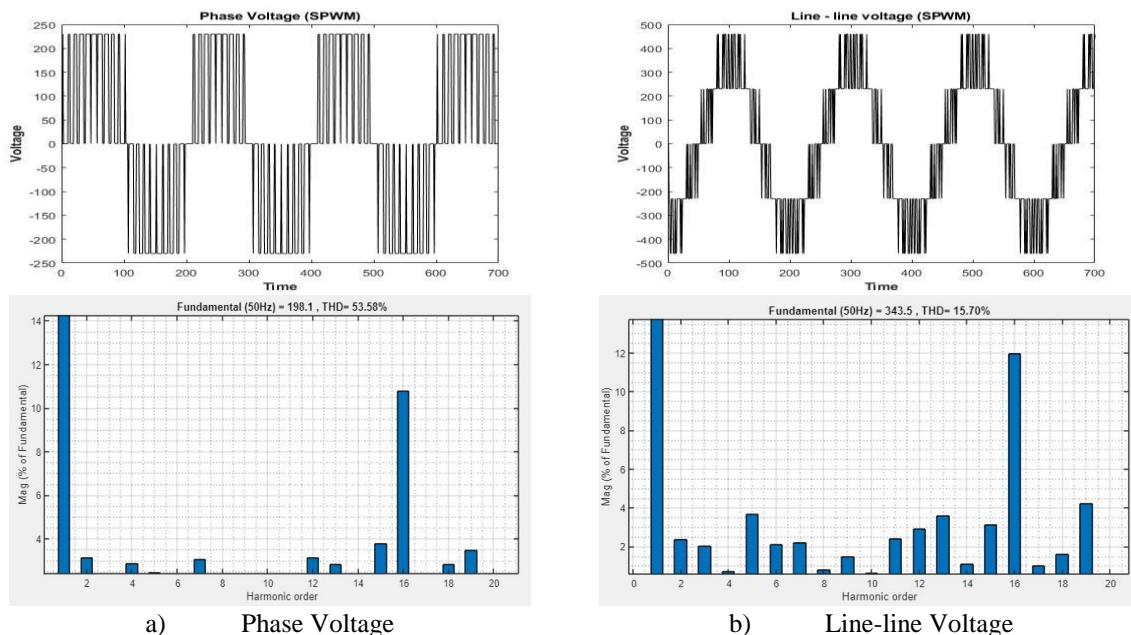 Phase Voltage (SPWM)
250
200
150
100
50
0
-50
-100
-150
-200
-250
Voltage
0 100 200 300 400 500 600 700
Time
Line - line voltage (SPWM)
500
400
300
200
100
0
-100
-200
-300
-400
-500
Voltage
0 100 200 300 400 500 600 700
Time
Fundamental (50Hz) = 198.1 , THD= 53.58%
14
12
10
8
6
4
Mag (% of Fundamental)
2 4 6 8 10 12 14 16 18 20
Harmonic order
Fundamental (50Hz) = 343.5 , THD= 15.70%
12
10
8
6
4
2
Mag (% of Fundamental)
0 2 4 6 8 10 12 14 16 18 20
Harmonic order
a) Phase Voltage
b) Line-line Voltage